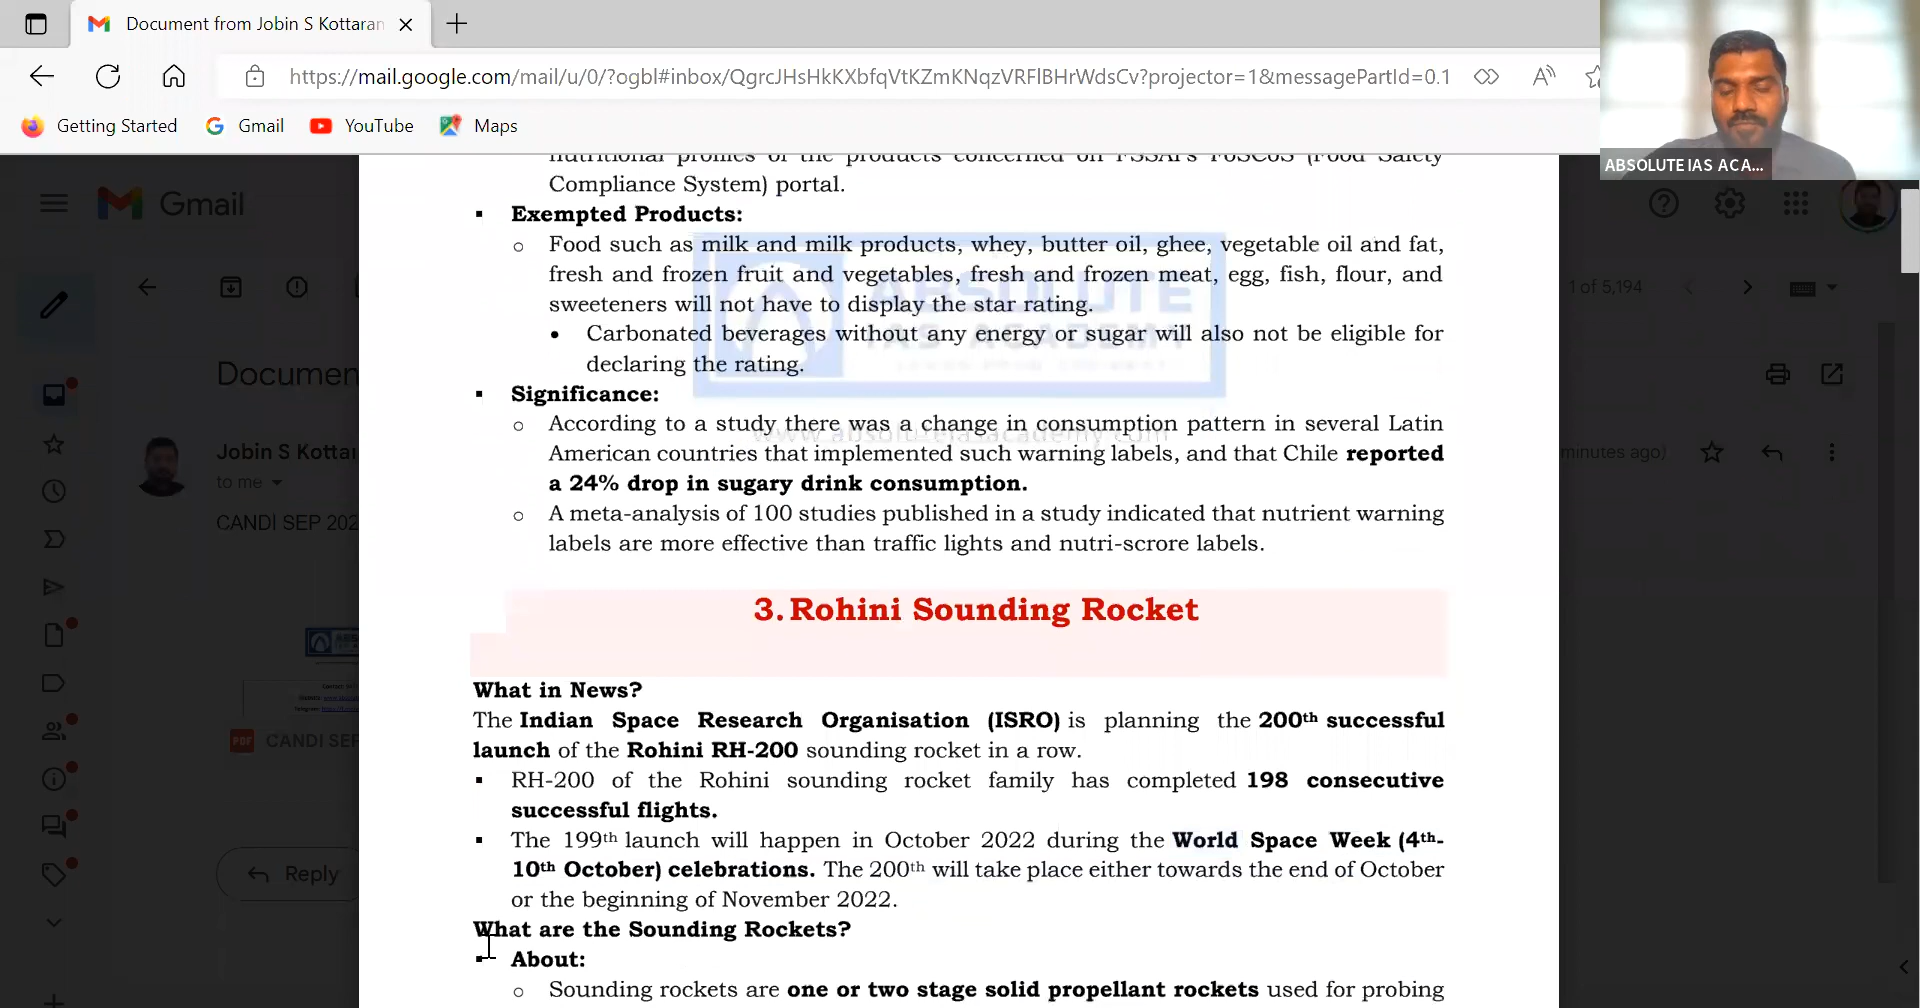 Document from Jobin S Kottaran
https://mail.google.com/mail/u/0/?ogbl#inbox/QgrcJHsHkKXbfqVtKZmKNqzVRFlBHrWdsCv?projector=1&messagePartId=0.1
Getting Started
Gmail
YouTube
Maps
ABSOLUTE IAS ACA...
Gmail
1 of 5,194
Documen
Jobin S Kottar
to me
minutes ago)
CANDI SEP 202
PDF
CANDI SEP
Reply
Compliance System) portal.
▪ Exempted Products:
o Food such as milk and milk products, whey, butter oil, ghee, vegetable oil and fat,
fresh and frozen fruit and vegetables, fresh and frozen meat, egg, fish, flour, and
sweeteners will not have to display the star rating.
• Carbonated beverages without any energy or sugar will also not be eligible for
declaring the rating.
▪ Significance:
o According to a study there was a change in consumption pattern in several Latin
American countries that implemented such warning labels, and that Chile reported
a 24% drop in sugary drink consumption.
o A meta-analysis of 100 studies published in a study indicated that nutrient warning
labels are more effective than traffic lights and nutri-scrore labels.
ABSOLUTE
IAS ACADEMY
www.absoluteiasacademy.com
3. Rohini Sounding Rocket
What in News?
The Indian Space Research Organisation (ISRO) is planning the 200th successful
launch of the Rohini RH-200 sounding rocket in a row.
▪ RH-200 of the Rohini sounding rocket family has completed 198 consecutive
successful flights.
▪ The 199th launch will happen in October 2022 during the World Space Week (4th-
10th October) celebrations. The 200th will take place either towards the end of October
or the beginning of November 2022.
What are the Sounding Rockets?
▪ About:
o Sounding rockets are one or two stage solid propellant rockets used for probing